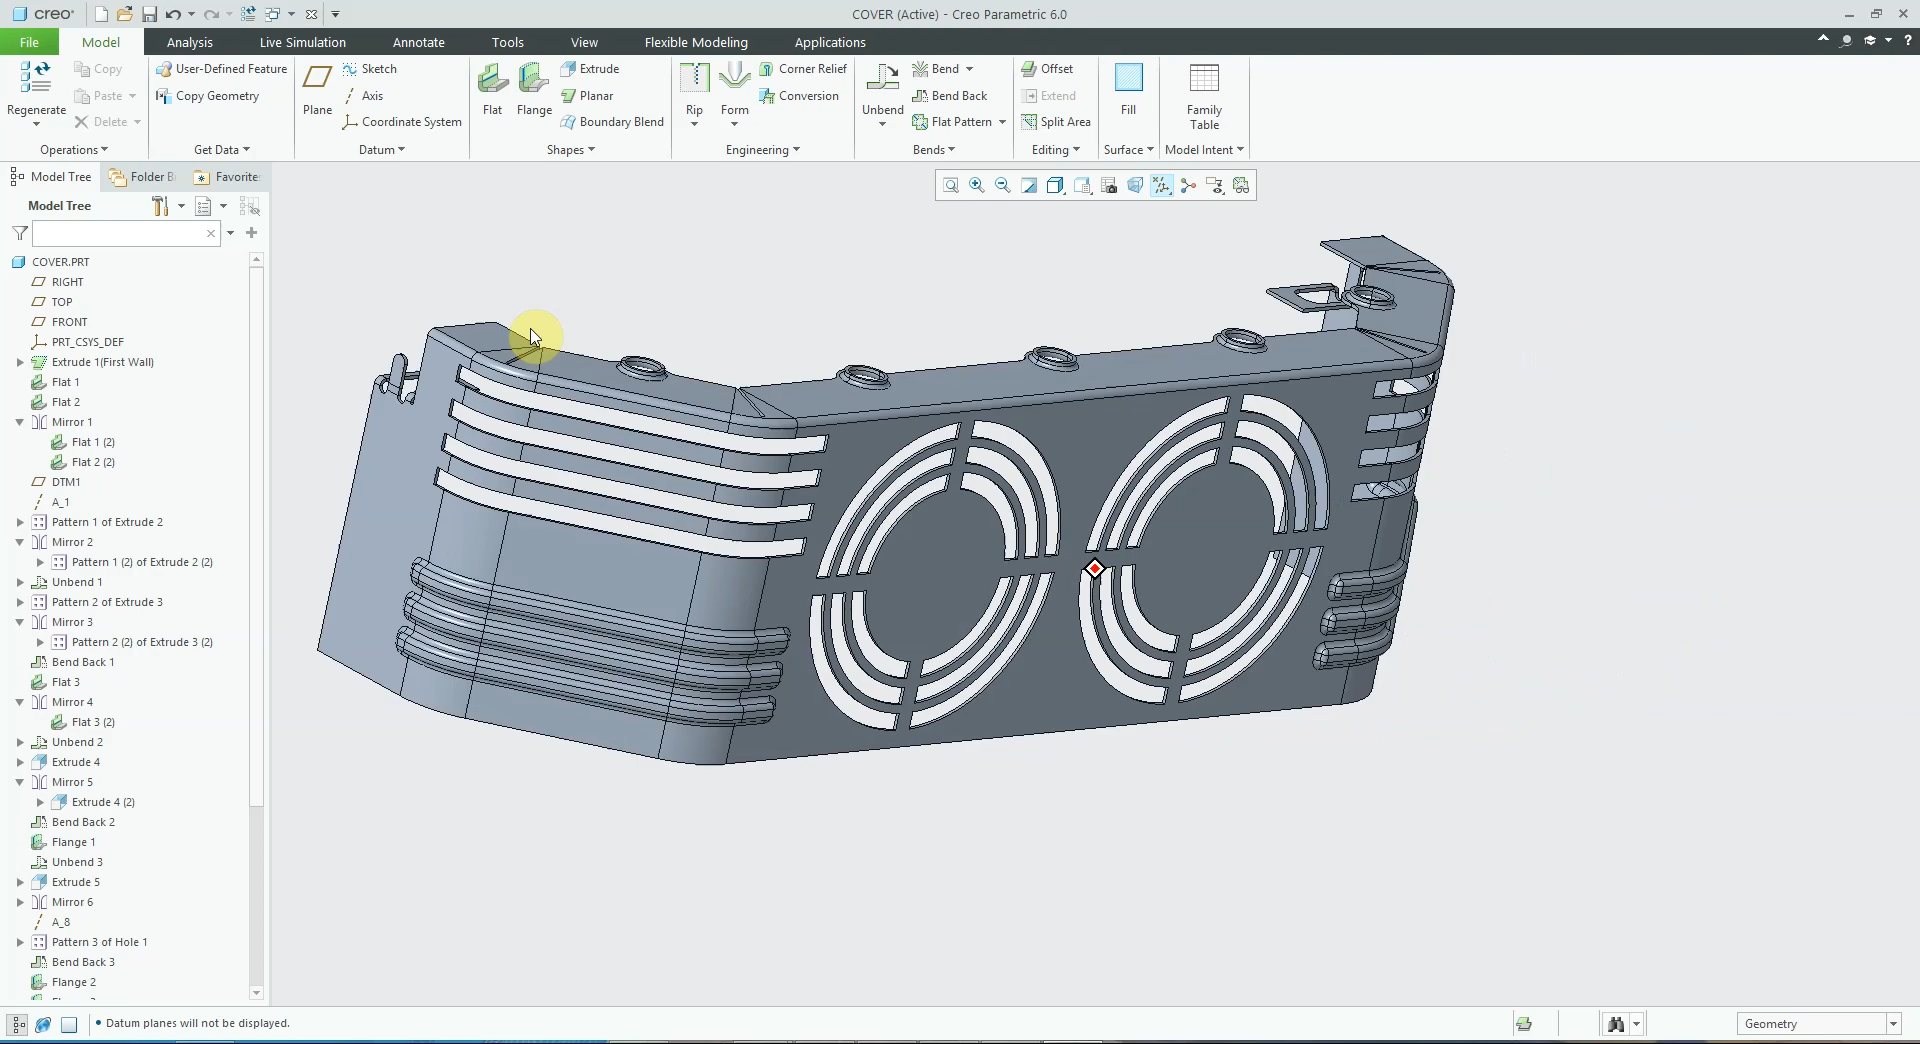 creo
COVER (Active) - Creo Parametric 6.0
File
Model
Analysis
Live Simulation
Annotate
Tools
View
Flexible Modeling
Applications
Regenerate
Copy
Paste
Delete
Operations
User-Defined Feature
Copy Geometry
Get Data
Plane
Sketch
Axis
Coordinate System
Datum
Flat
Flange
Extrude
Planar
Boundary Blend
Shapes
Rip
Form
Corner Relief
Conversion
Engineering
Unbend
Bend
Bend Back
Flat Pattern
Bends
Offset
Extend
Split Area
Editing
Fill
Surface
Family
Table
Model Intent
Model Tree
Folder B
Favorite
Model Tree
COVER.PRT
RIGHT
TOP
FRONT
PRT_CSYS_DEF
Extrude 1(First Wall)
Flat 1
Flat 2
Mirror 1
Flat 1 (2)
Flat 2 (2)
DTM1
A_1
Pattern 1 of Extrude 2
Mirror 2
Pattern 1 (2) of Extrude 2 (2)
Unbend 1
Pattern 2 of Extrude 3
Mirror 3
Pattern 2 (2) of Extrude 3 (2)
Bend Back 1
Flat 3
Mirror 4
Flat 3 (2)
Unbend 2
Extrude 4
Mirror 5
Extrude 4 (2)
Bend Back 2
Flange 1
Unbend 3
Extrude 5
Mirror 6
A_8
Pattern 3 of Hole 1
Bend Back 3
Flange 2
• Datum planes will not be displayed.
Geometry